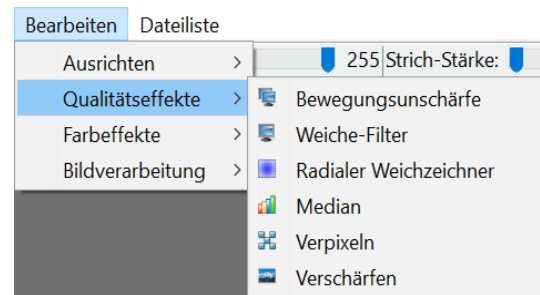 Bearbeiten Dateiliste
Ausrichten > 255 Strich-Stärke:
Qualitätseffekte > Bewegungsunschärfe
Farbeffekte > Weiche-Filter
Bildverarbeitung > Radialer Weichzeichner
Median
Verpixeln
Verschärfen